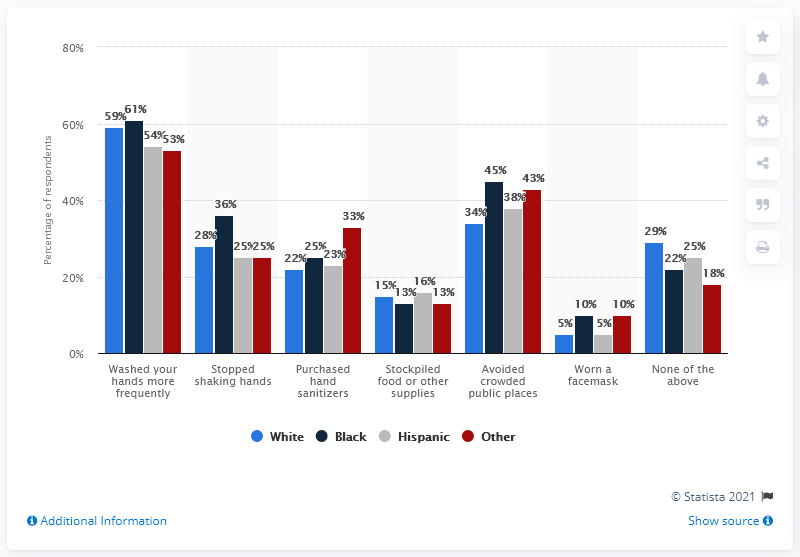 80%
60%
40%
20%
0%
Percentage of respondents
59%
61%
54%
53%
28%
36%
25%
25%
22%
25%
23%
33%
15%
13%
16%
13%
34%
45%
38%
43%
5%
10%
5%
10%
29%
22%
25%
18%
Washed your
hands more
frequently
Stopped
shaking hands
Purchased
hand
sanitizers
Stockpiled
food or other
supplies
Avoided
crowded
public places
Worn a
facemask
None of the
above
White Black Hispanic Other
© Statista 2021
Additional Information
Show source